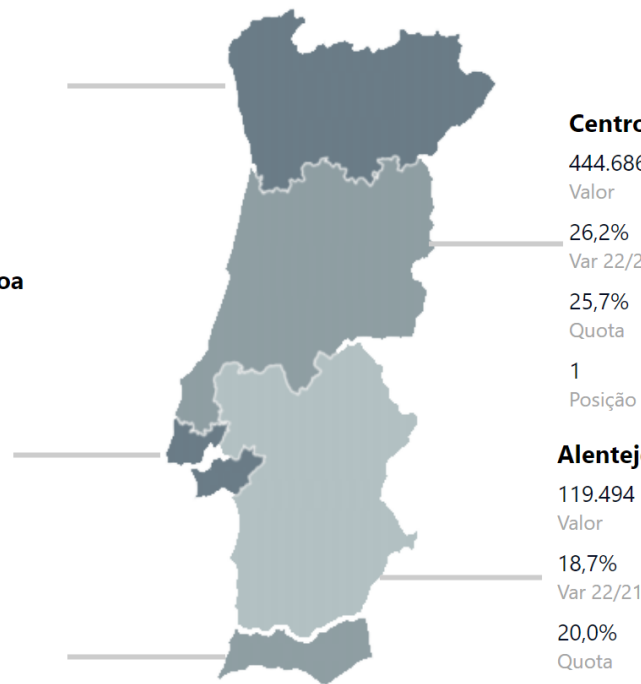 oa
Centro
444.686
Valor
26,2%
Var 22/2
25,7%
Quota
1
Posição
Alentej
119.494
Valor
18,7%
Var 22/21
20,0%
Quota